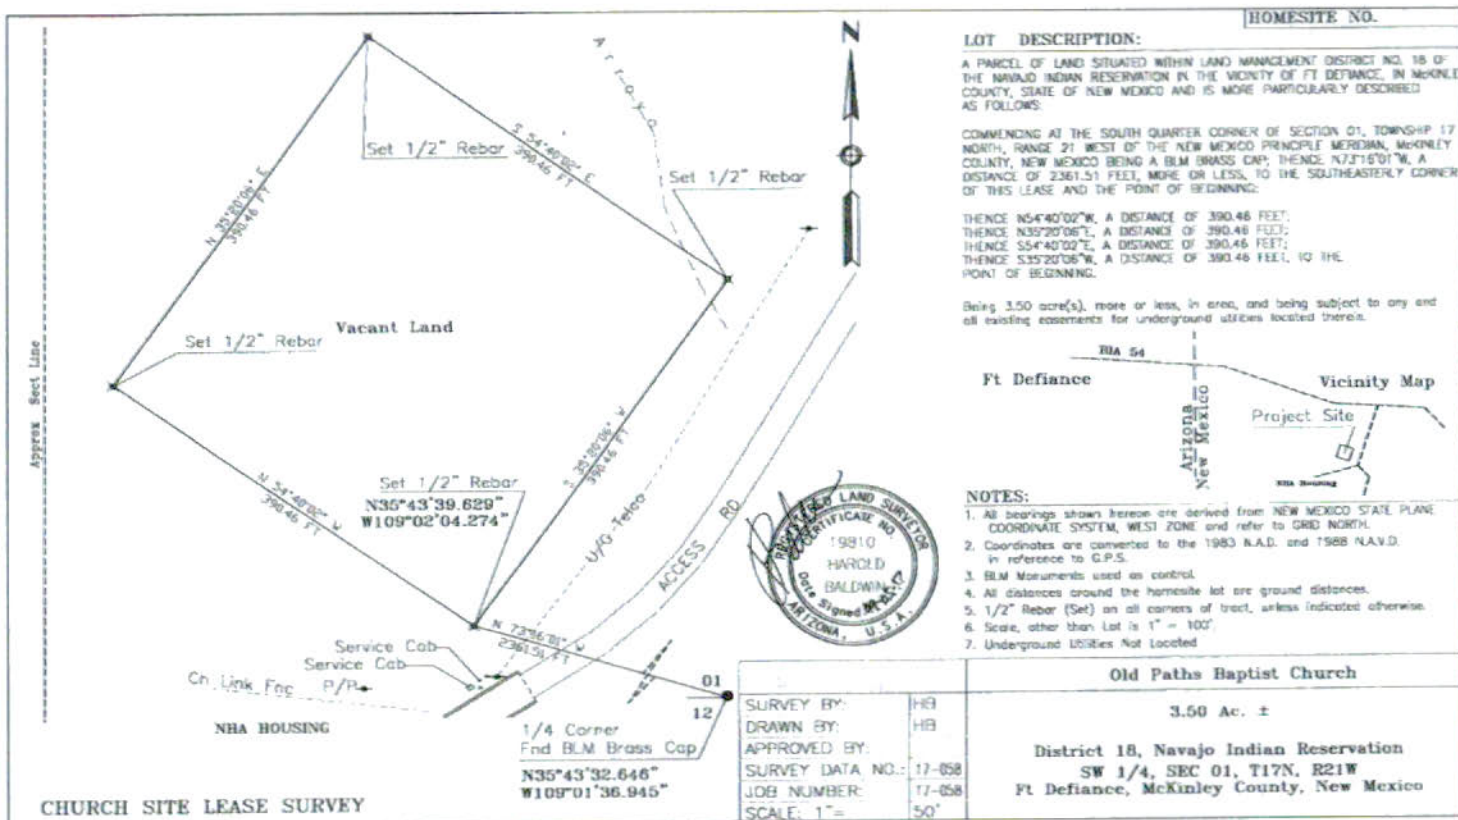 HOMESITE NO.
LOT DESCRIPTION:
A PARCEL OF LAND SITUATED WITHIN LAND MANAGEMENT DISTRICT NO. 18 OF
THE NAVAJO INDIAN RESERVATION IN THE VICINITY OF FT DEFIANCE, IN McKINLE
COUNTY, STATE OF NEW MEXICO AND IS MORE PARTICULARLY DESCRIBED
AS FOLLOWS:
COMMENCING AT THE SOUTH QUARTER CORNER OF SECTION 01, TOWNSHIP 17
NORTH, RANGE 21 WEST OF THE NEW MEXICO PRINCIPLE MERIDIAN, McKINLEY
COUNTY, NEW MEXICO BEING A BLM BRASS CAP; THENCE N73°16'01"W, A
DISTANCE OF 2361.51 FEET, MORE OR LESS, TO THE SOUTHEASTERLY CORNER
OF THIS LEASE AND THE POINT OF BEGINNING:
THENCE N54°40'02"W, A DISTANCE OF 390.46 FEET;
THENCE N35°20'06"E, A DISTANCE OF 390.46 FEET;
THENCE S54°40'02"E, A DISTANCE OF 390.46 FEET;
THENCE S35°20'06"W, A DISTANCE OF 390.46 FEET, TO THE
POINT OF BEGINNING.
Being 3.50 acre(s), more or less, in area, and being subject to any and
all existing easements for underground utilities located therein.
BIA 54
Ft Defiance
Vicinity Map
Arizona
New Mexico
Project Site
NHA Housing
NOTES:
1. All bearings shown hereon are derived from NEW MEXICO STATE PLANE
COORDINATE SYSTEM, WEST ZONE and refer to GRID NORTH.
2. Coordinates are converted to the 1983 N.A.D. and 1988 N.A.V.D.
in reference to G.P.S.
3. BLM Monuments used as control.
4. All distances around the homesite lot are ground distances.
5. 1/2" Rebar (Set) on all corners of tract, unless indicated otherwise.
6. Scale, other than Lot is 1" = 100'.
7. Underground Utilities Not Located
Approx Sect Line
N
Arroyo
Set 1/2" Rebar
S 54°40'02" E
390.46 FT
Set 1/2" Rebar
N 35°20'06" E
390.46 FT
Vacant Land
Set 1/2" Rebar
S 35°20'06" W
390.46 FT
N 54°40'02" W
390.46 FT
Set 1/2" Rebar
N35°43'39.629"
W109°02'04.274"
U/G Telco
ACCESS RD
REGISTERED LAND SURVEYOR
CERTIFICATE NO.
19810
HAROLD
BALDWIN
Date Signed
ARIZONA, U.S.A.
2361.51 FT
Service Cab
Service Cab
Ch Link Fnc
P/P
NHA HOUSING
01
12
1/4 Corner
Fnd BLM Brass Cap
N35°43'32.646"
W109°01'36.945"
CHURCH SITE LEASE SURVEY
SURVEY BY: HB
DRAWN BY: HB
APPROVED BY:
SURVEY DATA NO.: 17-058
JOB NUMBER: 17-058
SCALE: 1"= 50'
Old Paths Baptist Church
3.50 Ac. ±
District 18, Navajo Indian Reservation
SW 1/4, SEC 01, T17N, R21W
Ft Defiance, McKinley County, New Mexico